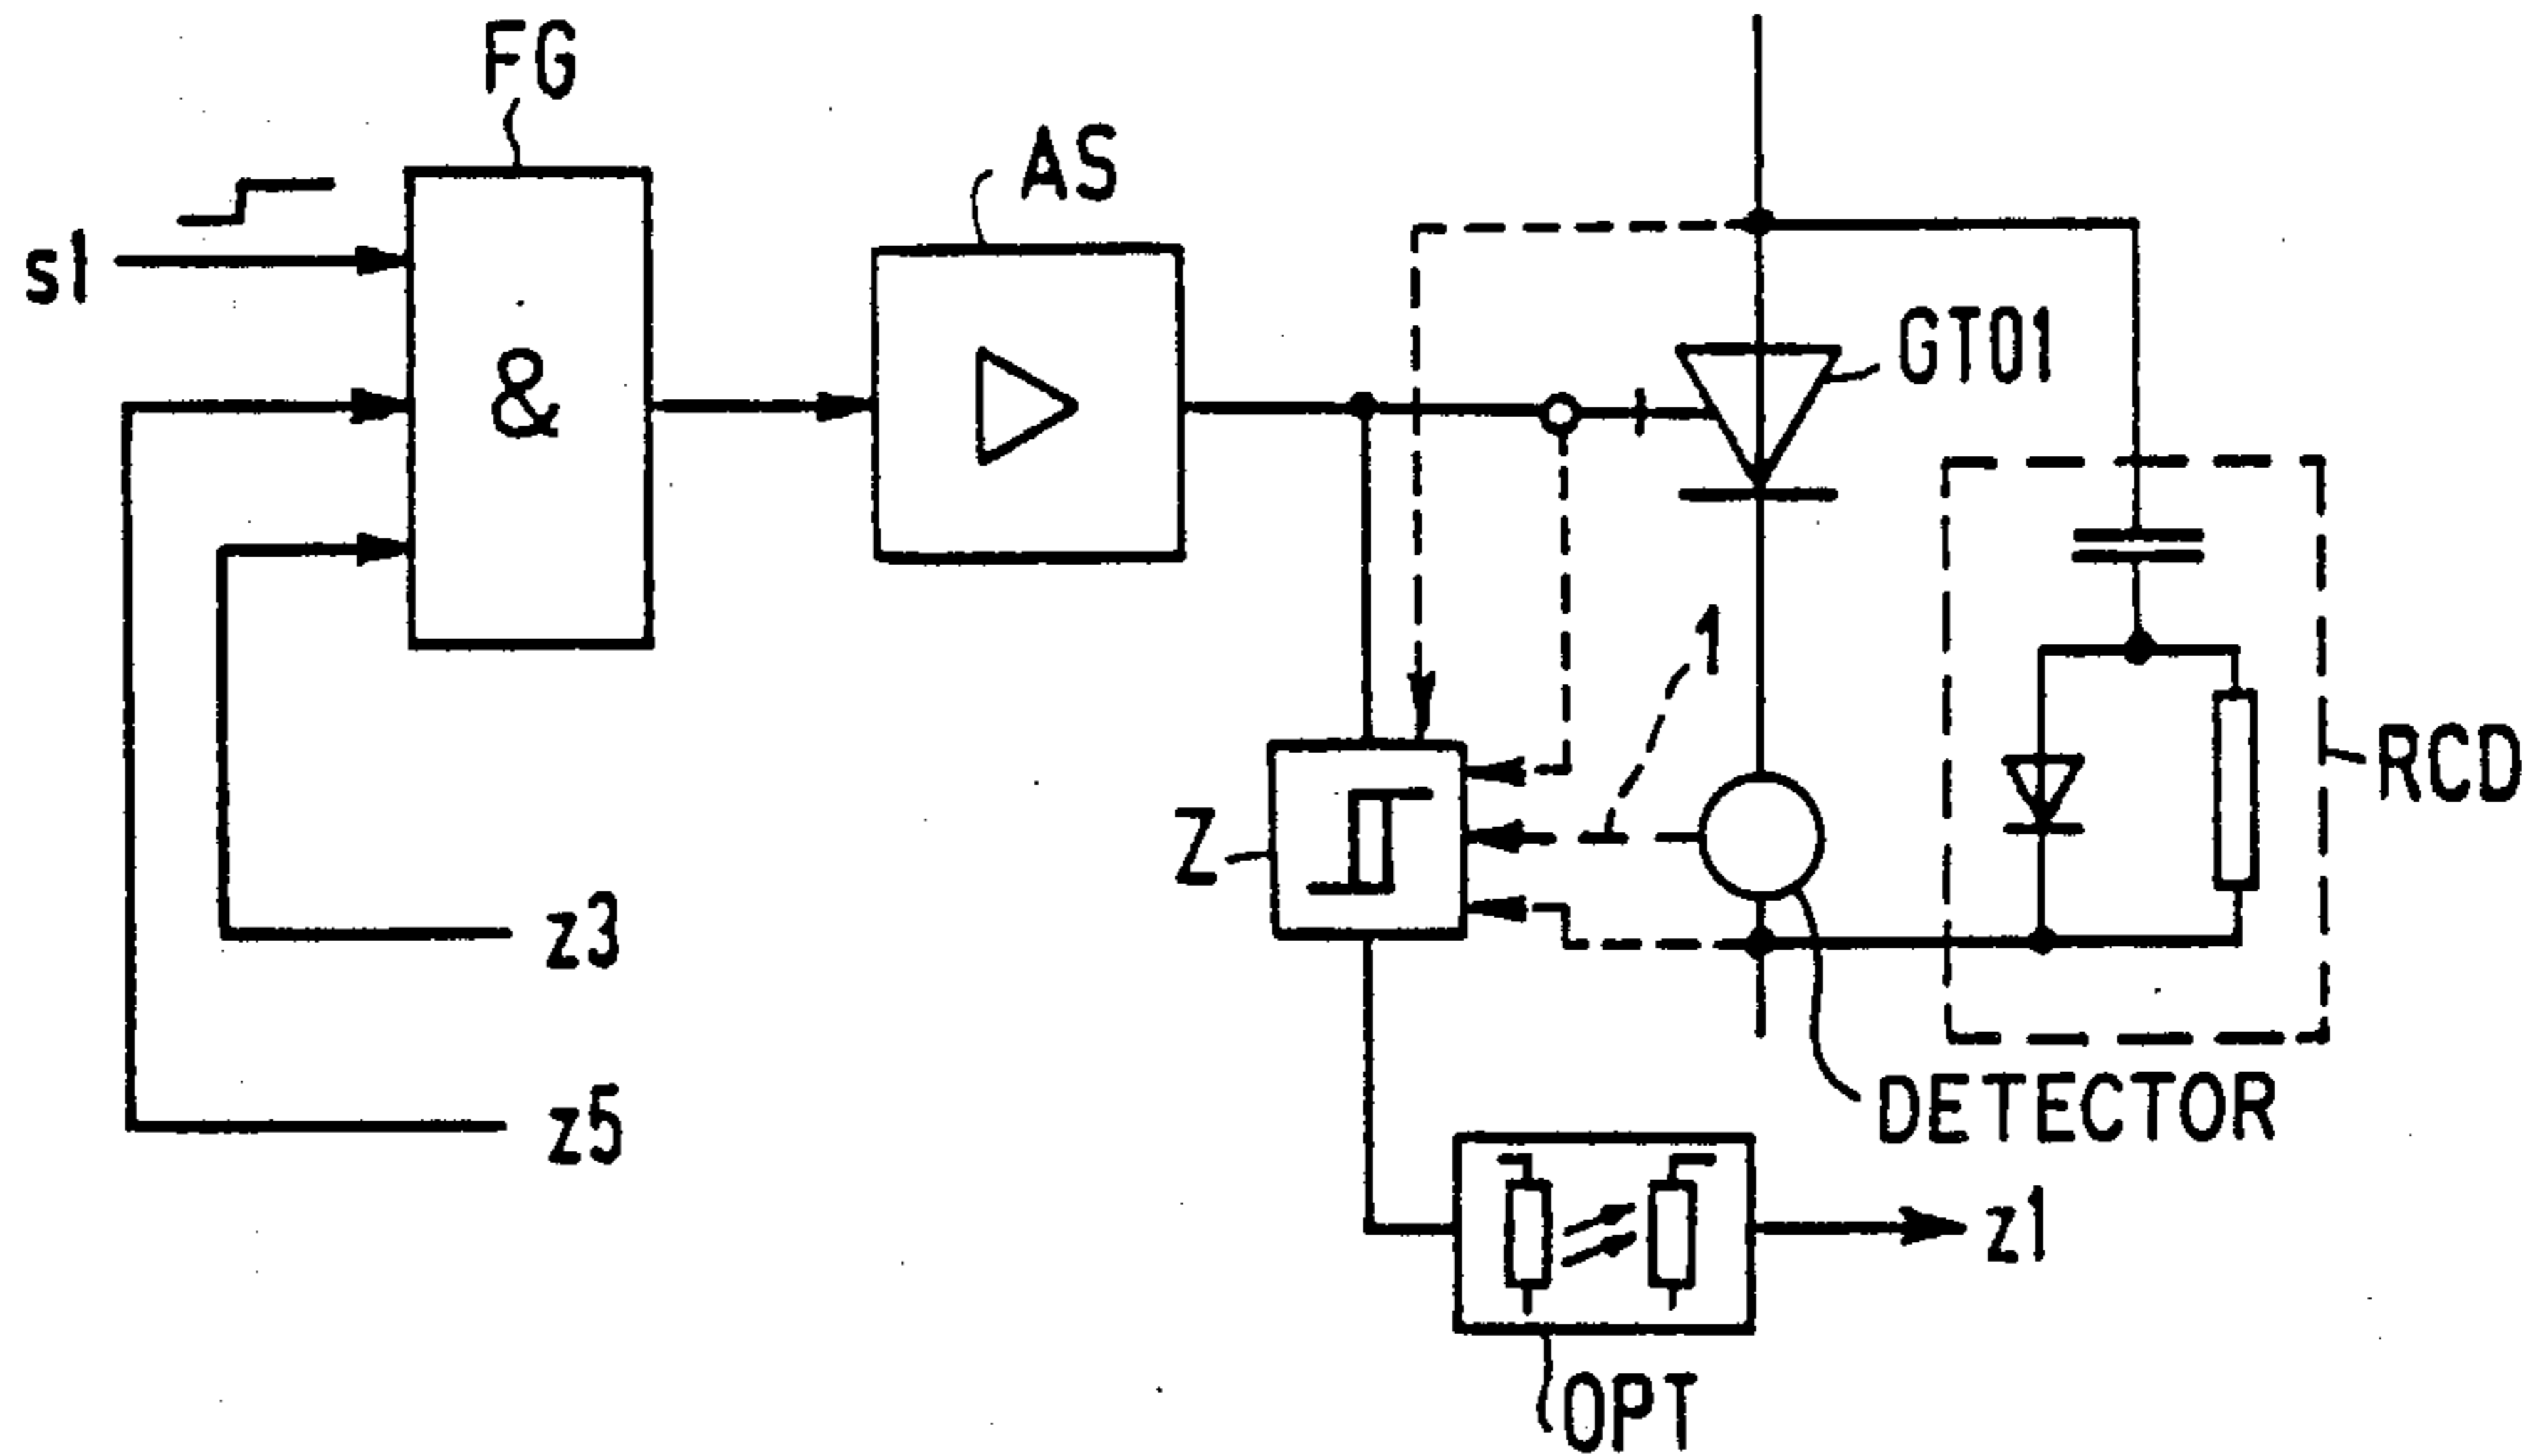 FG
AS
s1
&
GTO1
1
RCD
Z
z3
z5
DETECTOR
z1
OPT